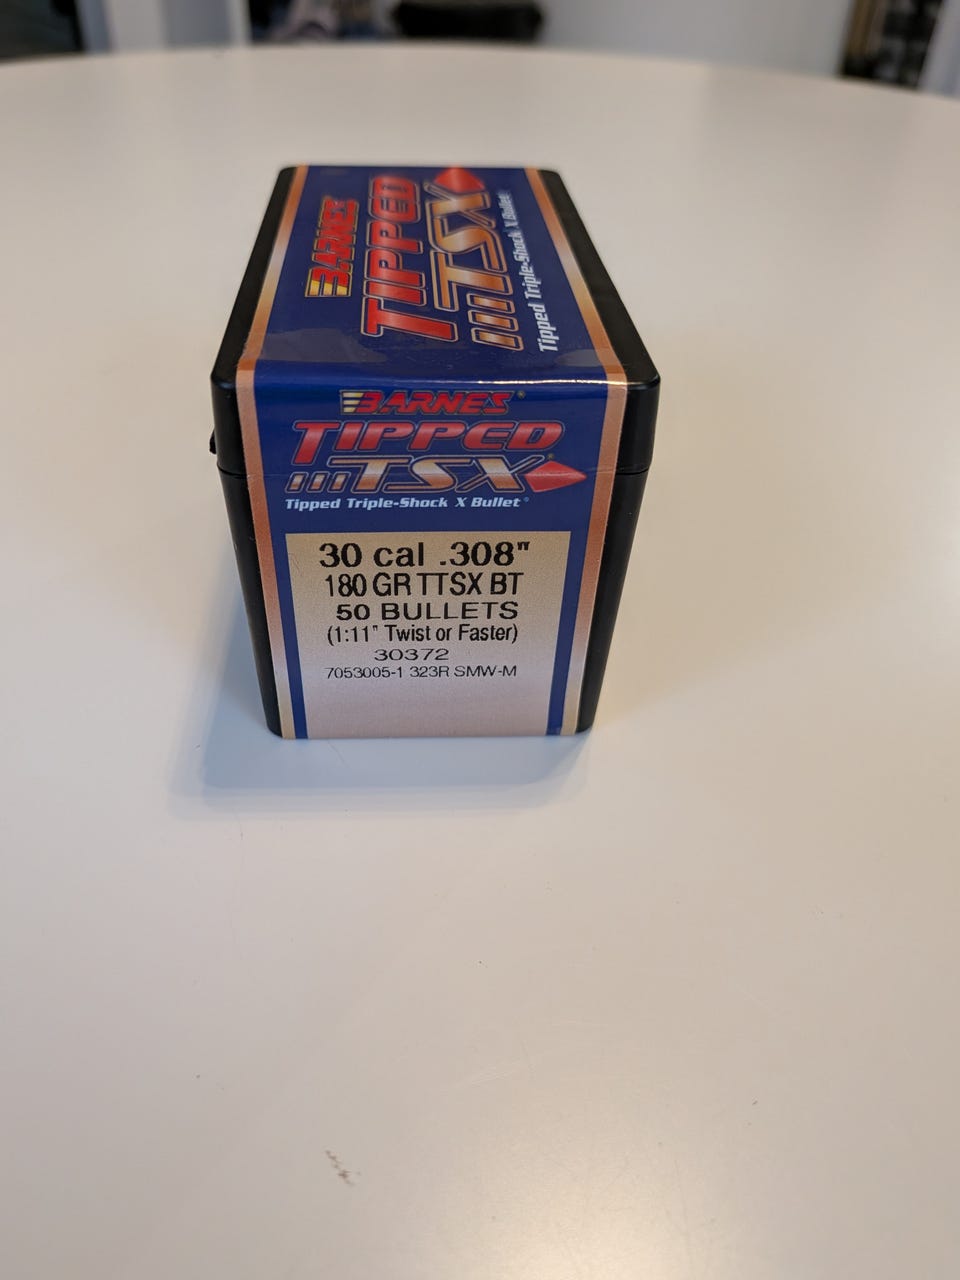 BARNES
TIPPED
TSX
Tipped Triple-Shock X Bullet
BARNES®
TIPPED
TSX®
Tipped Triple-Shock X Bullet®
30 cal .308"
180 GR TTSX BT
50 BULLETS
(1:11" Twist or Faster)
30372
7053005-1 323R SMW-M